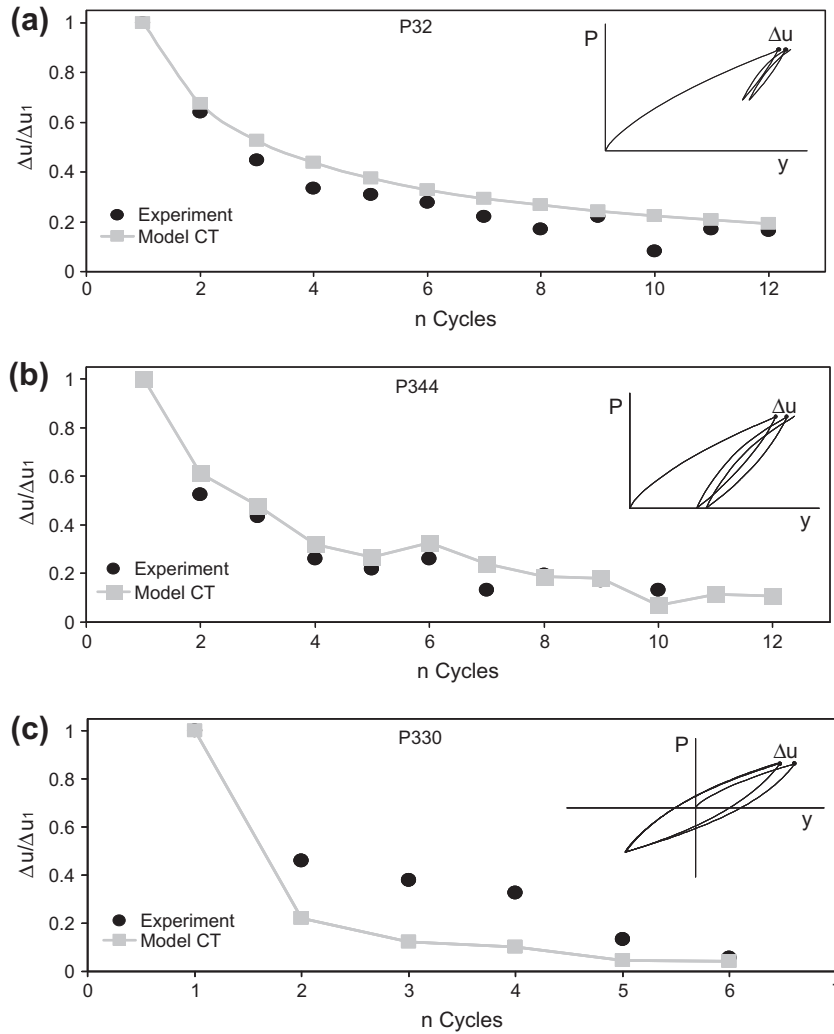 (a)
P32
P
Δu
y
1
0.8
0.6
0.4
0.2
0
Δu/Δu1
Experiment
Model CT
0 2 4 6 8 10 12
n Cycles
(b)
P344
P
Δu
y
1
0.8
0.6
0.4
0.2
0
Δu/Δu1
Experiment
Model CT
0 2 4 6 8 10 12
n Cycles
(c)
P330
P
Δu
y
1
0.8
0.6
0.4
0.2
0
Δu/Δu1
Experiment
Model CT
0 1 2 3 4 5 6
n Cycles